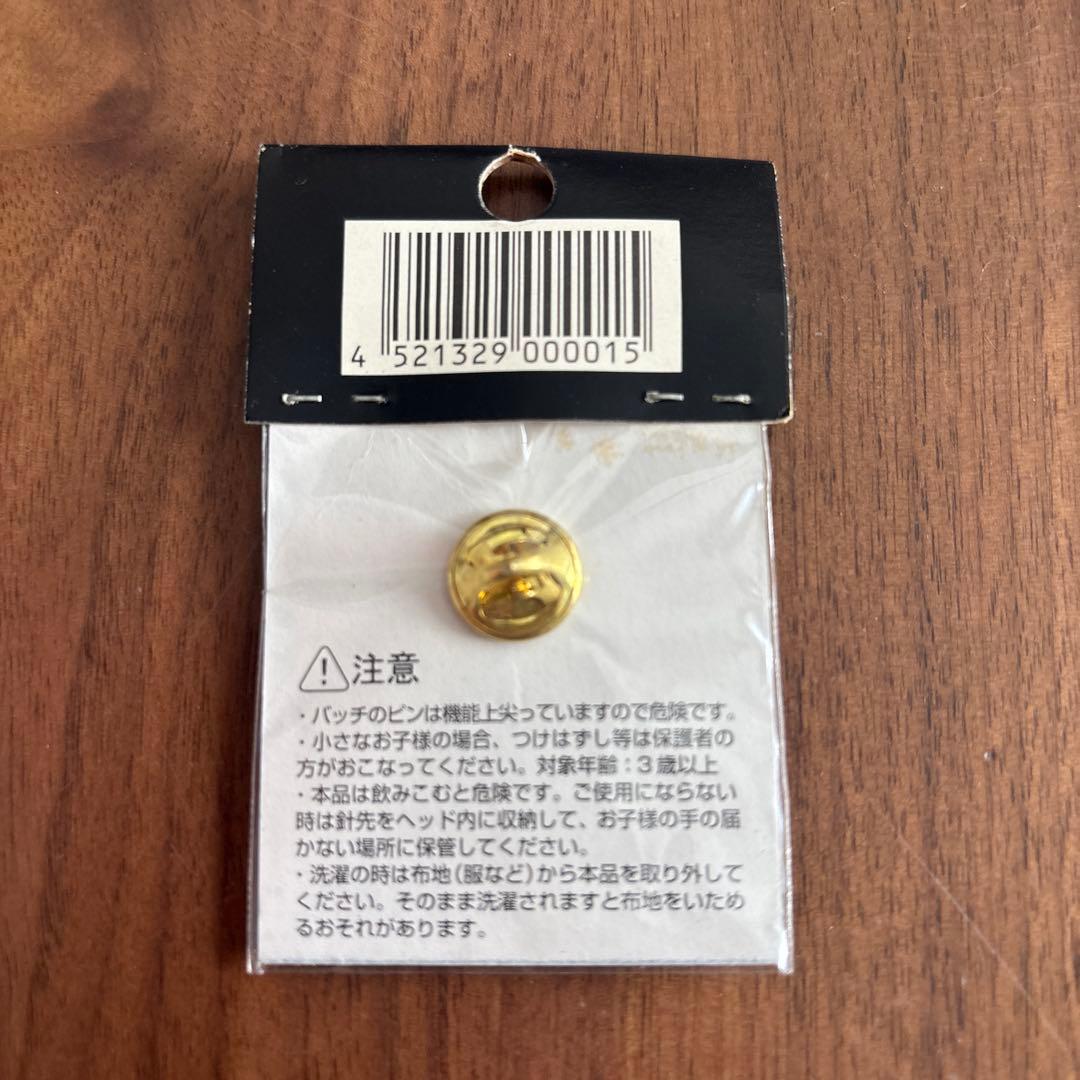 4 521329 000015
注意
・バッチのピンは機能上尖っていますので危険です。
・小さなお子様の場合、つけはずし等は保護者の
方がおこなってください。対象年齢：3歳以上
・本品は飲みこむと危険です。ご使用にならない
時は針先をヘッド内に収納して、お子様の手の届
かない場所に保管してください。
・洗濯の時は布地（服など）から本品を取り外して
ください。そのまま洗濯されますと布地をいため
るおそれがあります。